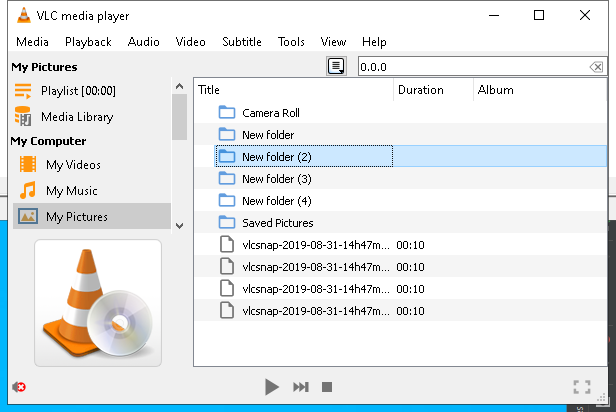 VLC media player
Media Playback Audio Video Subtitle Tools View Help
My Pictures
0.0.0
Playlist [00:00]
Media Library
My Computer
My Videos
My Music
My Pictures
Title Duration Album
Camera Roll
New folder
New folder (2)
New folder (3)
New folder (4)
Saved Pictures
vlcsnap-2019-08-31-14h47m... 00:10
vlcsnap-2019-08-31-14h47m... 00:10
vlcsnap-2019-08-31-14h47m... 00:10
vlcsnap-2019-08-31-14h47m... 00:10